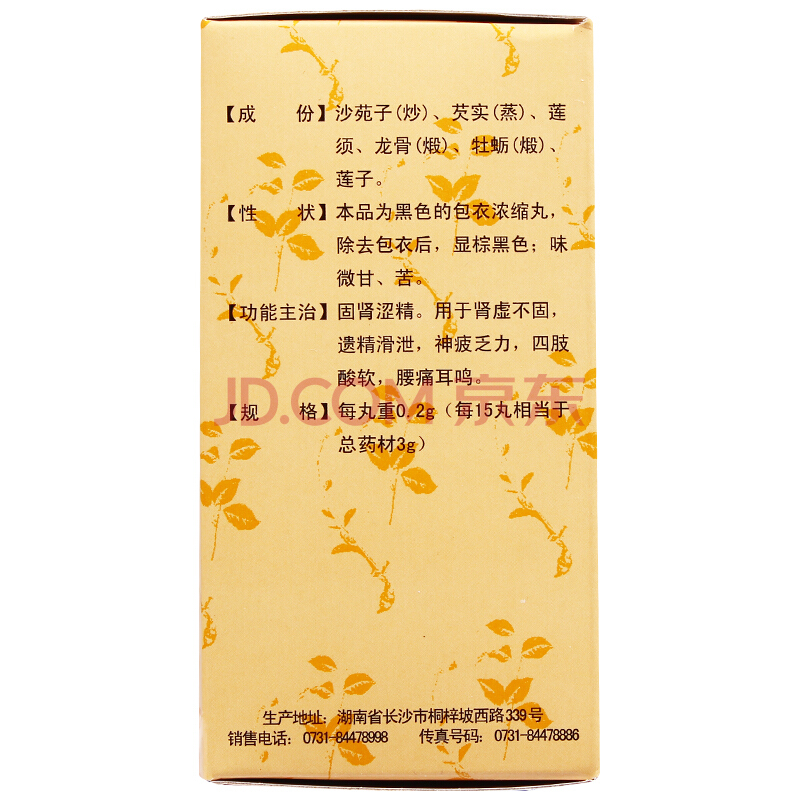 【成 份】沙苑子(炒)、芡实(蒸)、莲
须、龙骨(煅)、牡蛎(煅)、
莲子。
【性 状】本品为黑色的包衣浓缩丸，
除去包衣后，显棕黑色；味
微甘、苦。
【功能主治】固肾涩精。用于肾虚不固，
遗精滑泄，神疲乏力，四肢
酸软，腰痛耳鸣。
JD.COM 京东
【规 格】每丸重0.2g（每15丸相当于
总药材3g）
生产地址：湖南省长沙市桐梓坡西路339号
销售电话：0731-84478998 传真号码：0731-84478886